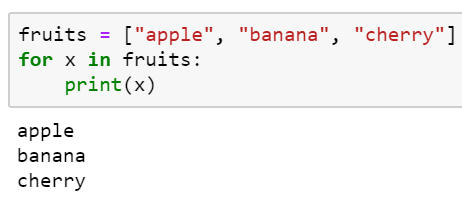 fruits = ["apple", "banana", "cherry"]
for x in fruits:
    print(x)
apple
banana
cherry